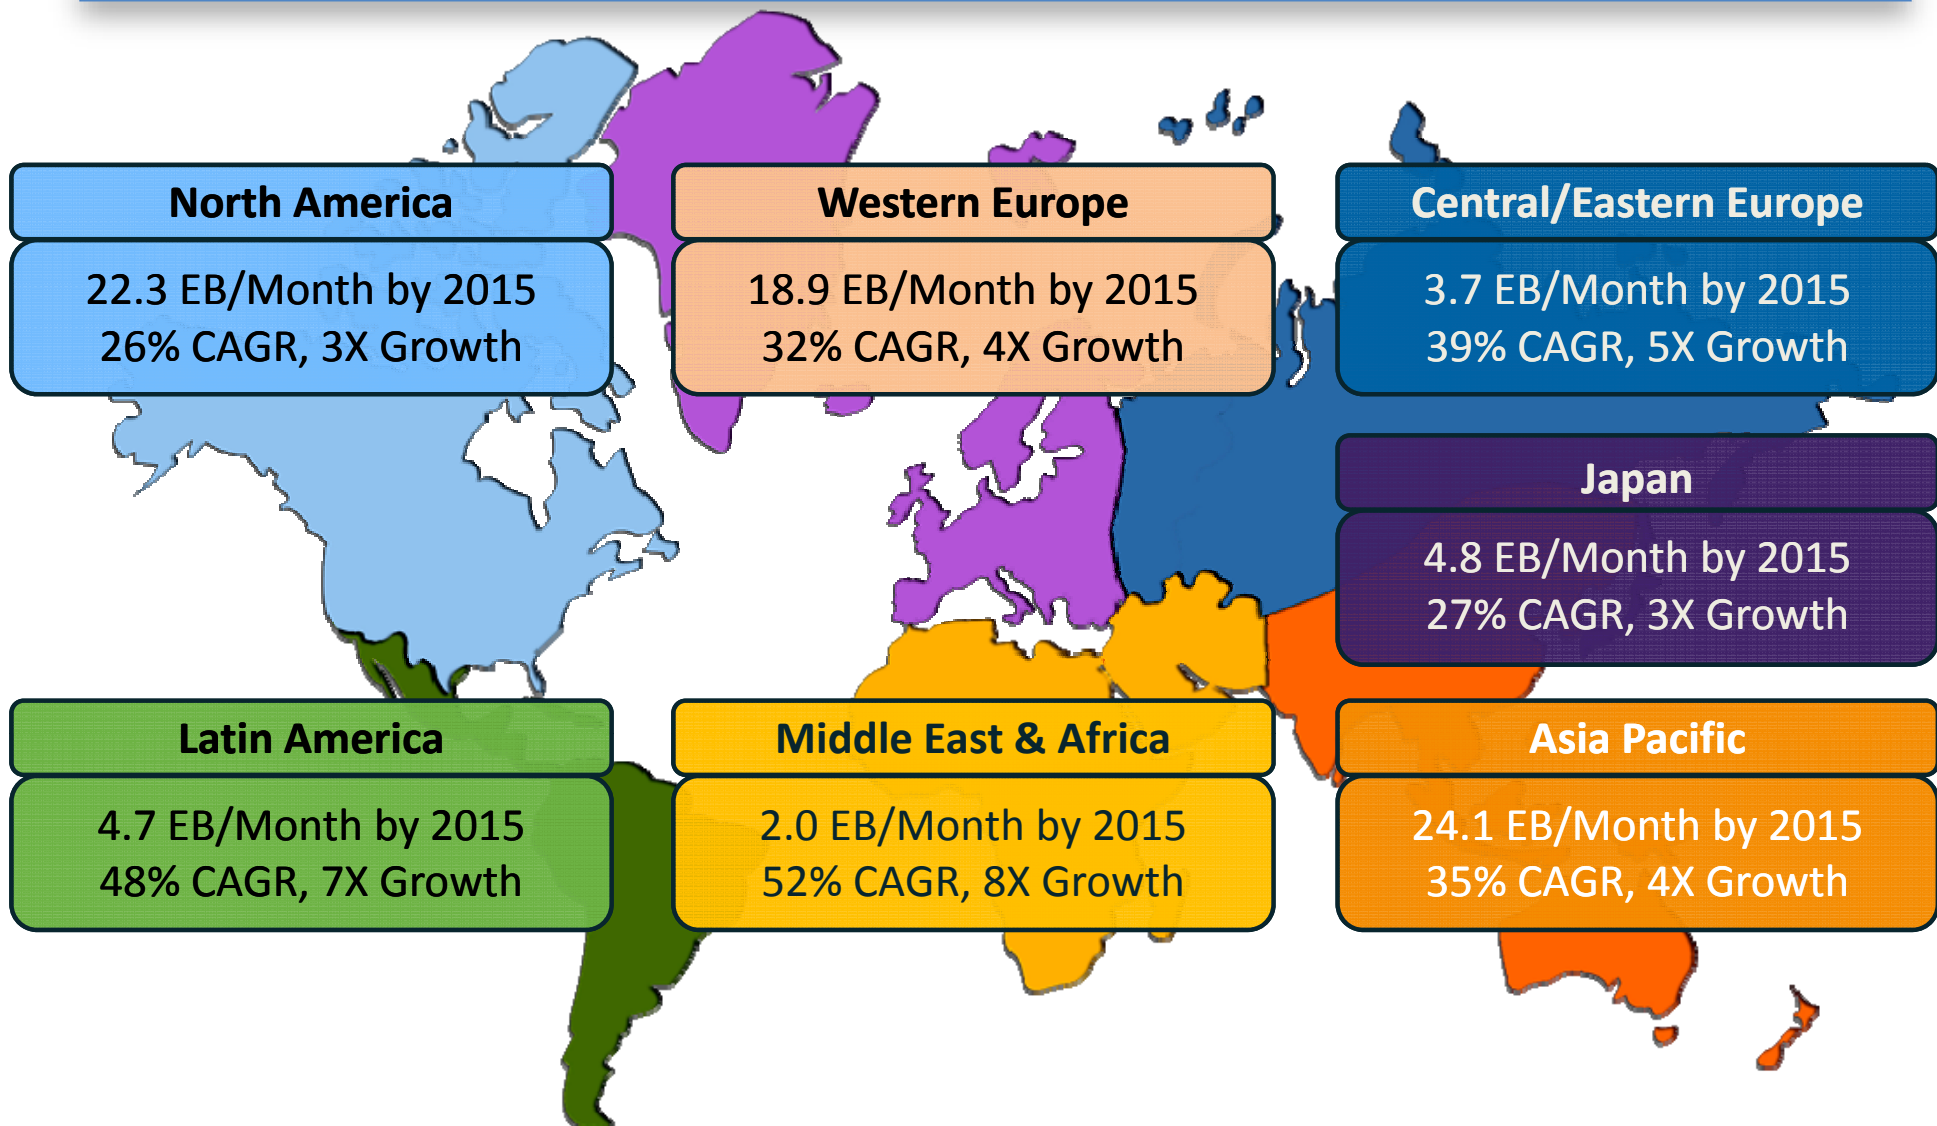 North America
22.3 EB/Month by 2015
26% CAGR, 3X Growth
Western Europe
18.9 EB/Month by 2015
32% CAGR, 4X Growth
Central/Eastern Europe
3.7 EB/Month by 2015
39% CAGR, 5X Growth
Japan
4.8 EB/Month by 2015
27% CAGR, 3X Growth
Latin America
4.7 EB/Month by 2015
48% CAGR, 7X Growth
Middle East & Africa
2.0 EB/Month by 2015
52% CAGR, 8X Growth
Asia Pacific
24.1 EB/Month by 2015
35% CAGR, 4X Growth